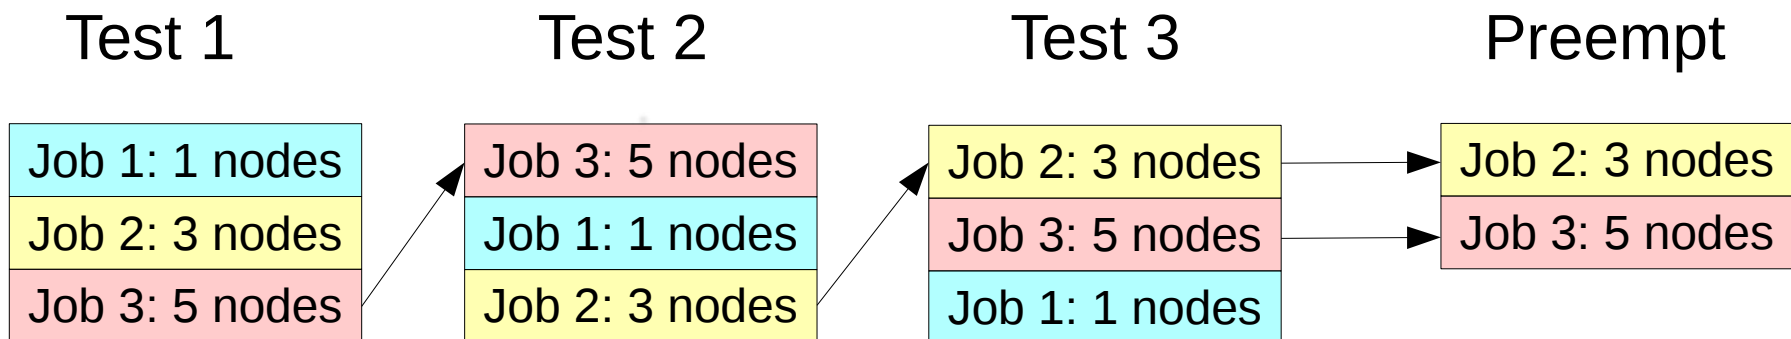 Test 1
Test 2
Test 3
Preempt
Job 1: 1 nodes
Job 2: 3 nodes
Job 3: 5 nodes
Job 3: 5 nodes
Job 1: 1 nodes
Job 2: 3 nodes
Job 2: 3 nodes
Job 3: 5 nodes
Job 1: 1 nodes
Job 2: 3 nodes
Job 3: 5 nodes